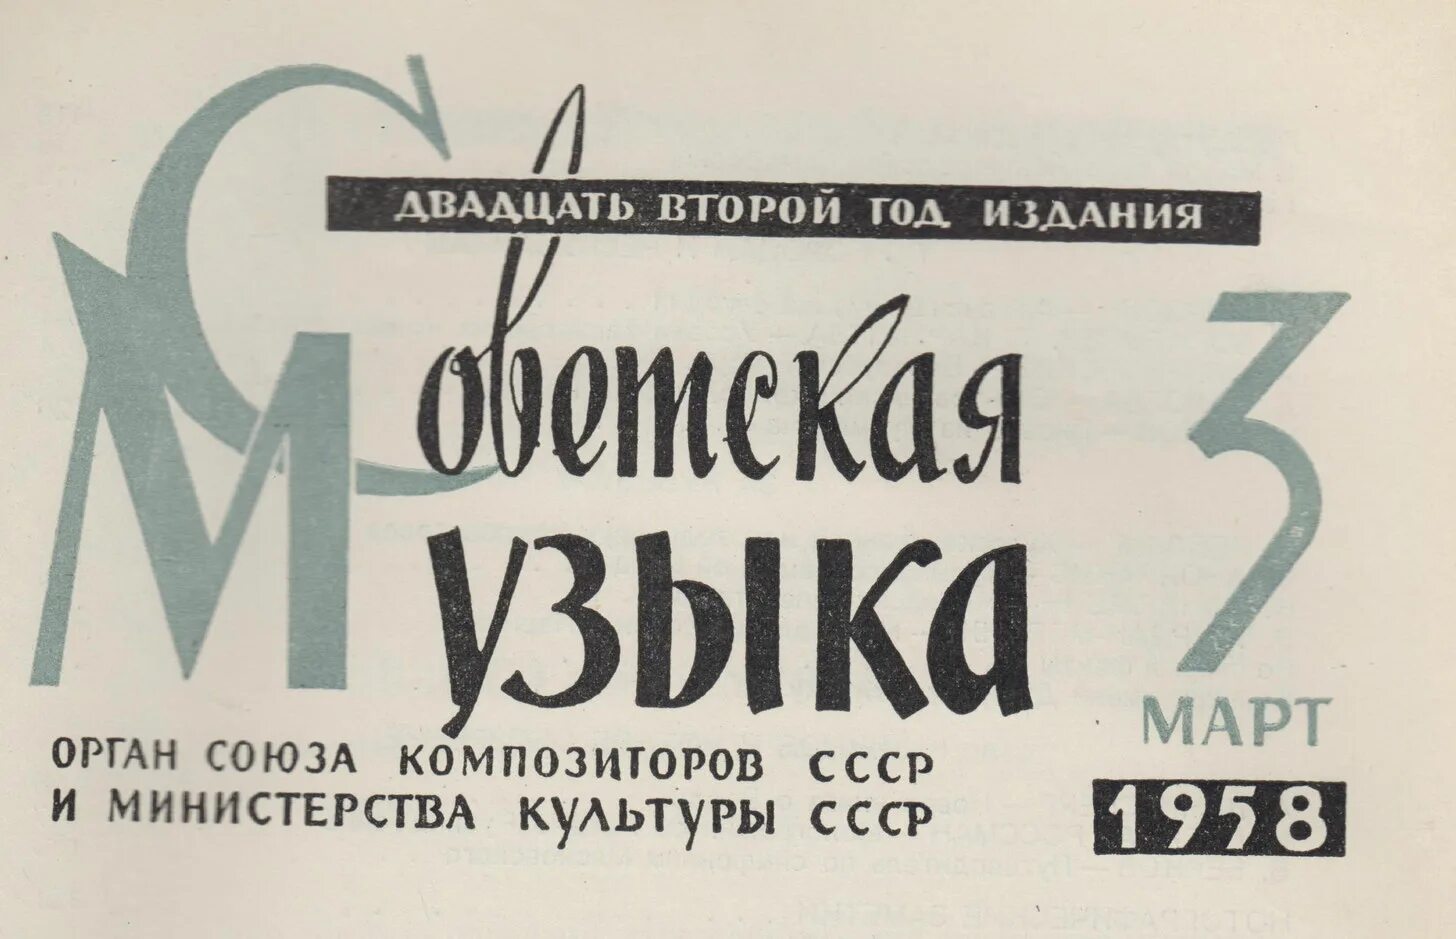 ДВАДЦАТЬ ВТОРОЙ ГОД ИЗДАНИЯ
Советская
Музыка
ОРГАН СОЮЗА КОМПОЗИТОРОВ СССР
И МИНИСТЕРСТВА КУЛЬТУРЫ СССР
3
МАРТ
1958